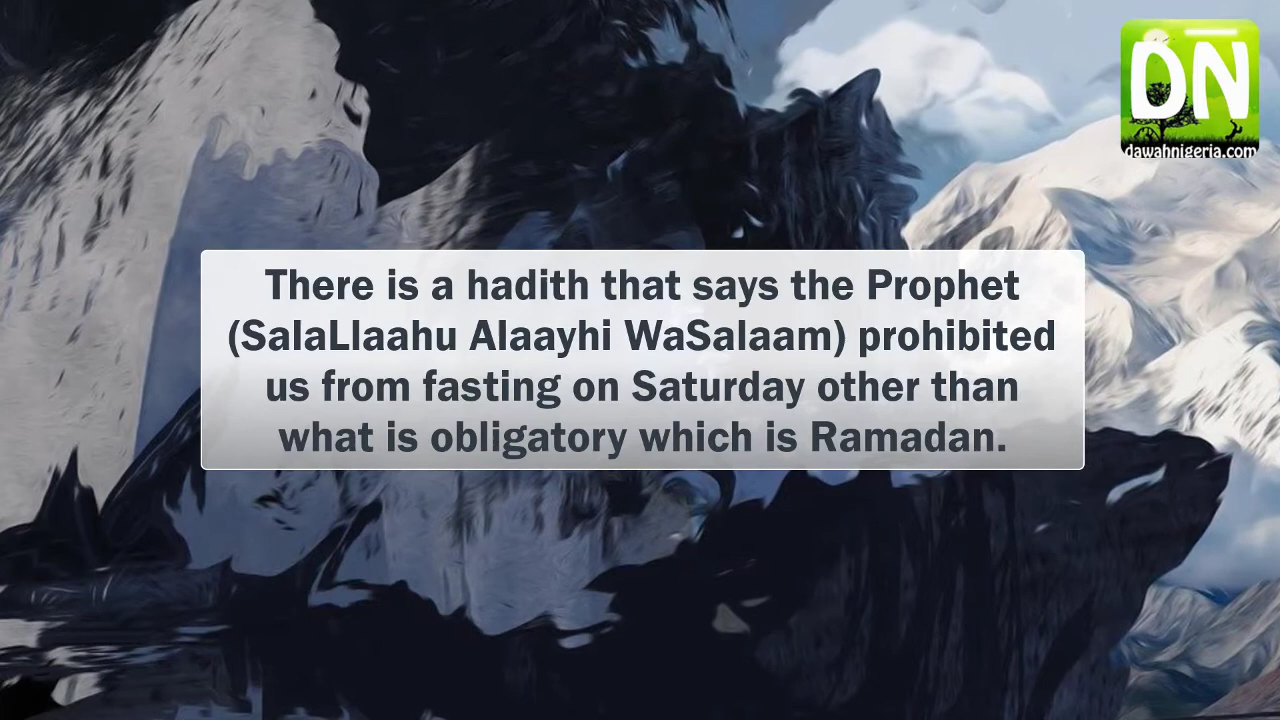 DN
dawahnigeria.com
There is a hadith that says the Prophet
(SalaLlaahu Alaayhi WaSalaam) prohibited
us from fasting on Saturday other than
what is obligatory which is Ramadan.